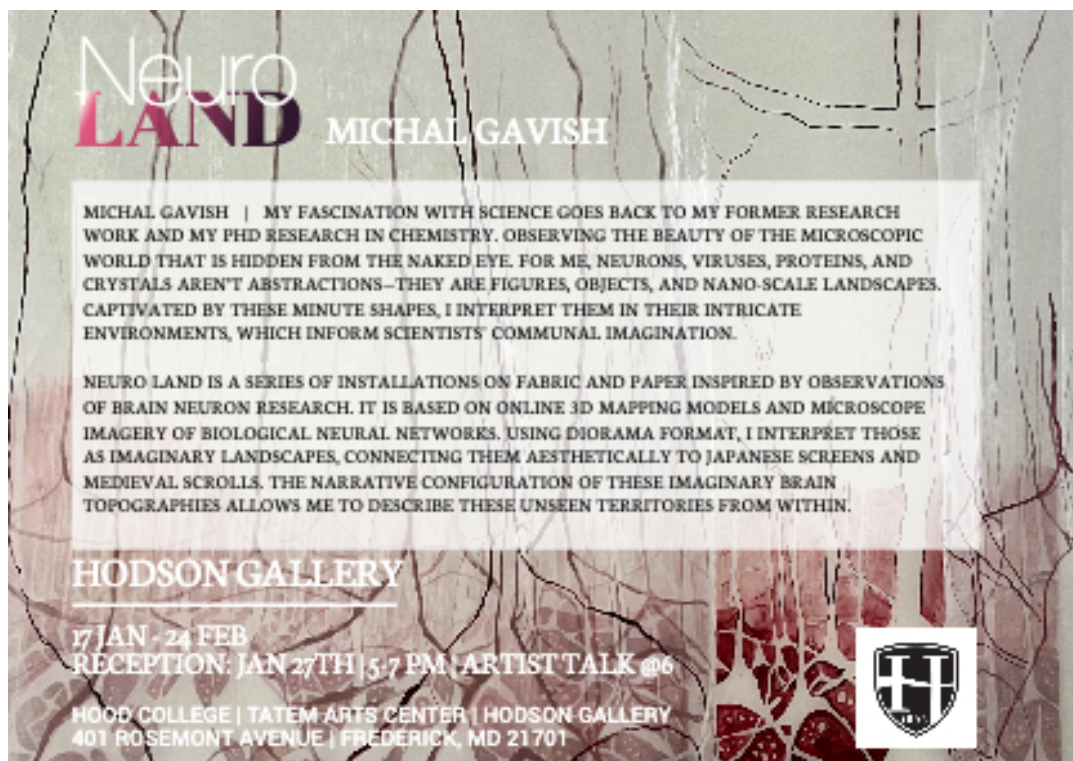 Neuro
LAND MICHAL GAVISH
MICHAL GAVISH | MY FASCINATION WITH SCIENCE GOES BACK TO MY FORMER RESEARCH
WORK AND MY PHD RESEARCH IN CHEMISTRY. OBSERVING THE BEAUTY OF THE MICROSCOPIC
WORLD THAT IS HIDDEN FROM THE NAKED EYE. FOR ME, NEURONS, VIRUSES, PROTEINS, AND
CRYSTALS AREN'T ABSTRACTIONS—THEY ARE FIGURES, OBJECTS, AND NANO-SCALE LANDSCAPES.
CAPTIVATED BY THESE MINUTE SHAPES, I INTERPRET THEM IN THEIR INTRICATE
ENVIRONMENTS, WHICH INFORM SCIENTISTS' COMMUNAL IMAGINATION.
NEURO LAND IS A SERIES OF INSTALLATIONS ON FABRIC AND PAPER INSPIRED BY OBSERVATIONS
OF BRAIN NEURON RESEARCH. IT IS BASED ON ONLINE 3D MAPPING MODELS AND MICROSCOPE
IMAGERY OF BIOLOGICAL NEURAL NETWORKS. USING DIORAMA FORMAT, I INTERPRET THOSE
AS IMAGINARY LANDSCAPES, CONNECTING THEM AESTHETICALLY TO JAPANESE SCREENS AND
MEDIEVAL SCROLLS. THE NARRATIVE CONFIGURATION OF THESE IMAGINARY BRAIN
TOPOGRAPHIES ALLOWS ME TO DESCRIBE THESE UNSEEN TERRITORIES FROM WITHIN.
HODSON GALLERY
17 JAN - 24 FEB
RECEPTION: JAN 27TH | 5-7 PM | ARTIST TALK @6
HOOD COLLEGE | TATEM ARTS CENTER | HODSON GALLERY
401 ROSEMONT AVENUE | FREDERICK, MD 21701
H